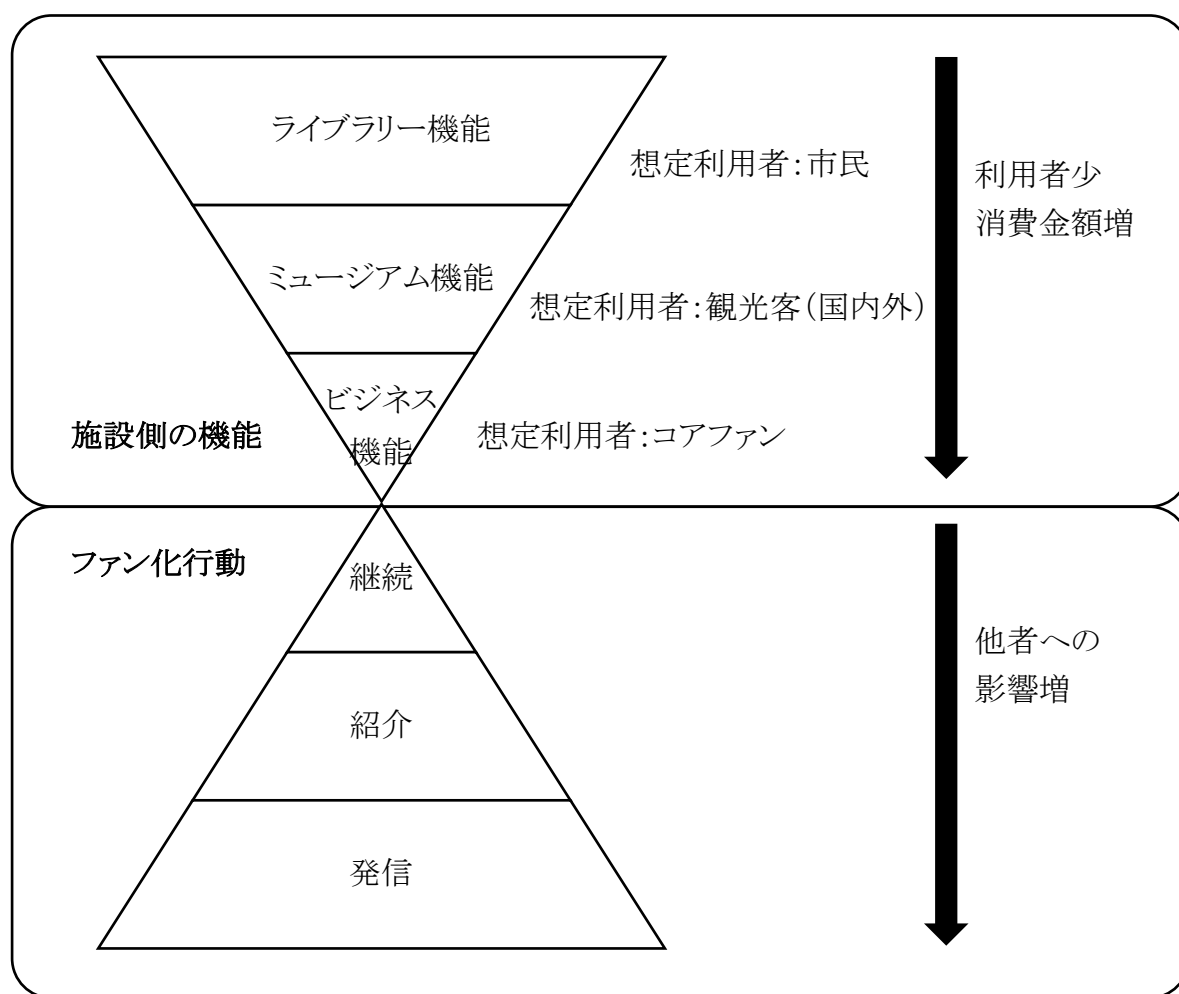 ライブラリー機能
想定利用者：市民
利用者少
消費金額増
ミュージアム機能
想定利用者：観光客（国内外）
ビジネス
機能
施設側の機能
想定利用者：コアファン
ファン化行動
継続
他者への
影響増
紹介
発信